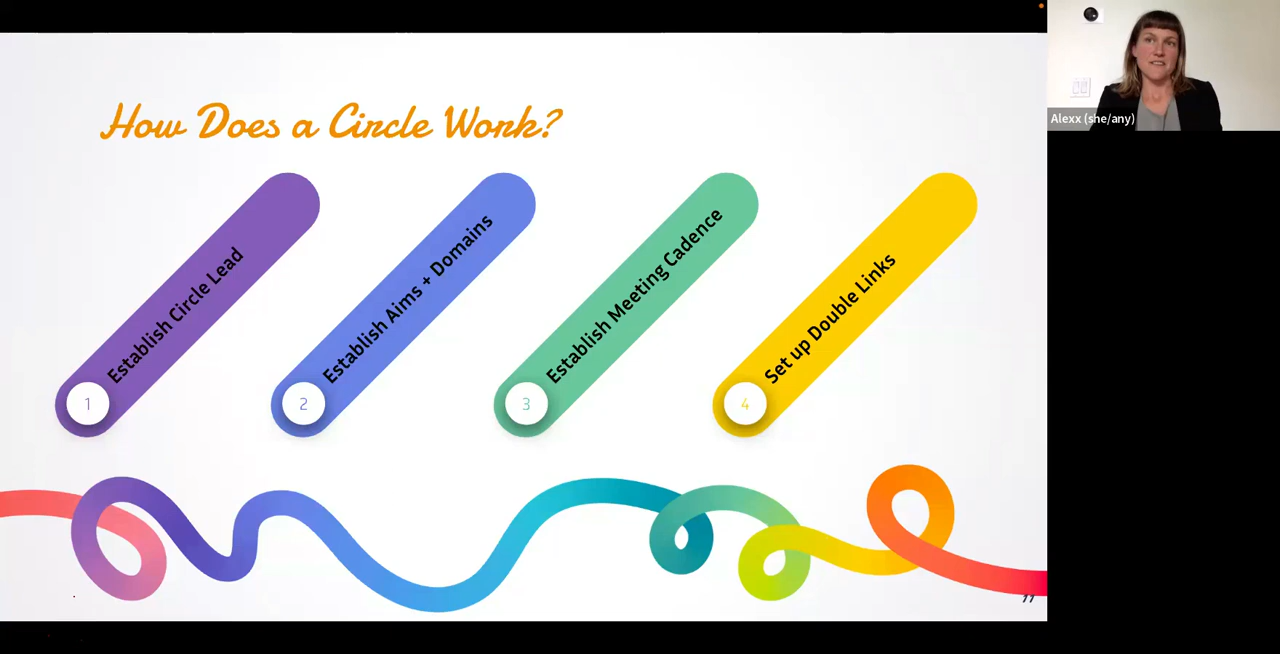 How Does a Circle Work?
Alexx (she/any)
Establish Circle Lead
Establish Aims + Domains
Establish Meeting Cadence
Set up Double Links
1
2
3
4